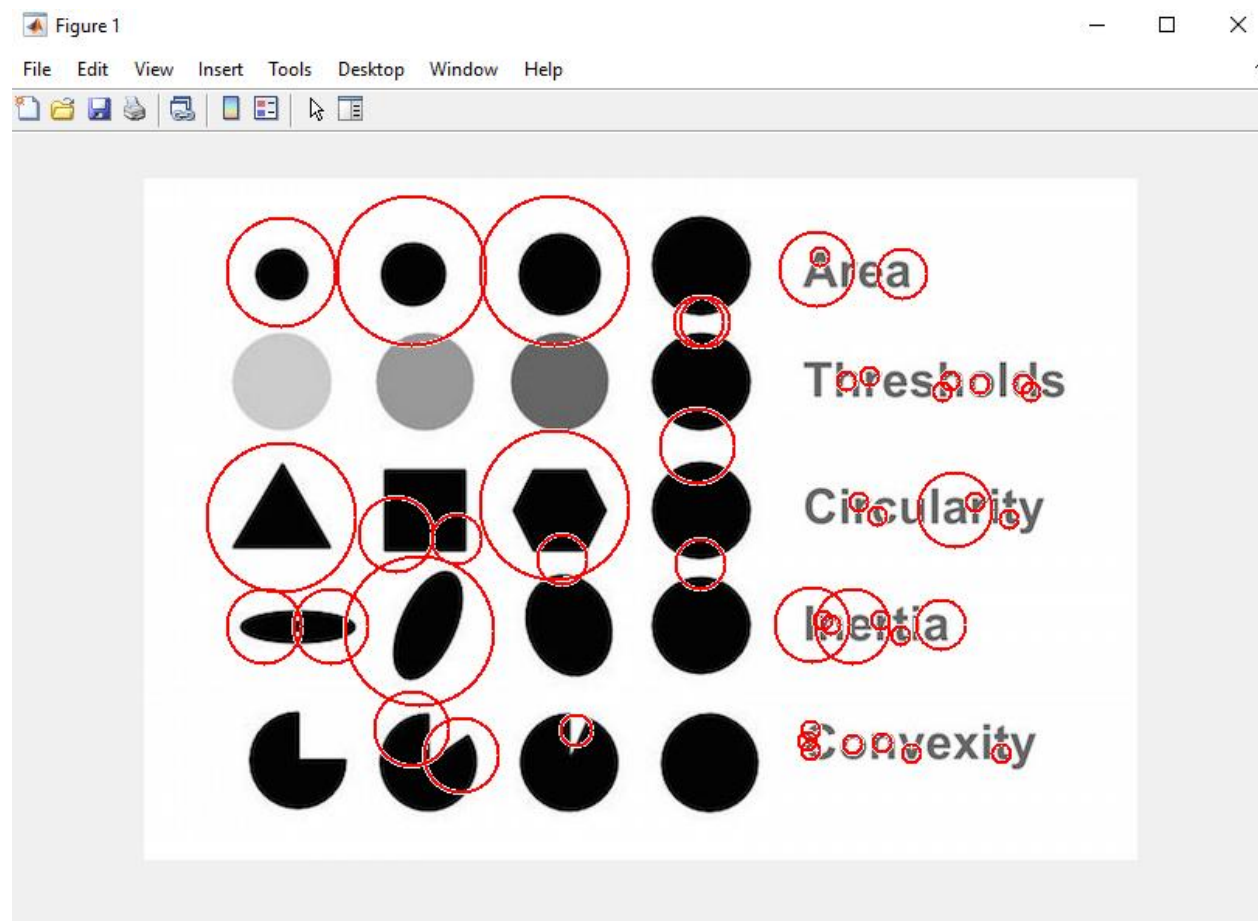 Figure 1
File Edit View Insert Tools Desktop Window Help
Area
Thresholds
Circularity
Inertia
Convexity